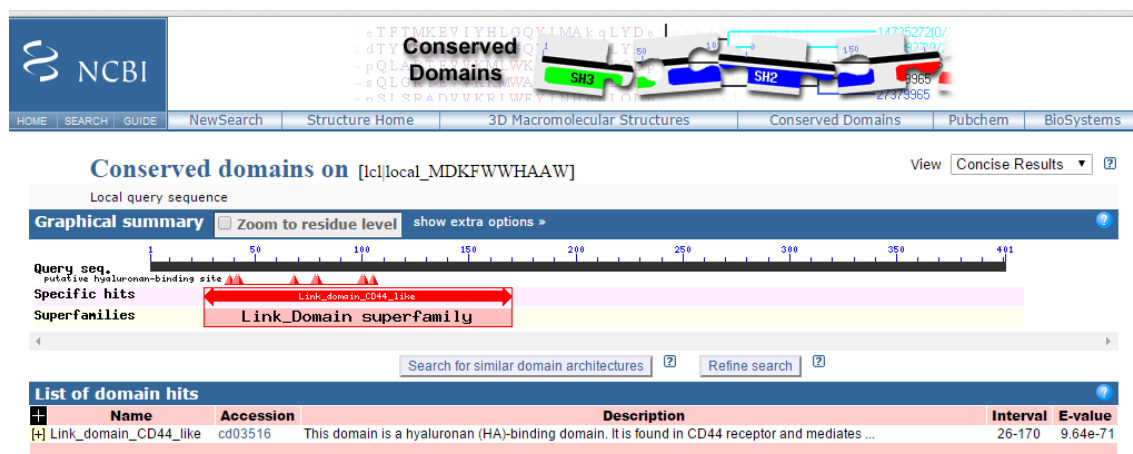 NCBI
Conserved
Domains
SH3
SH2
HOME SEARCH GUIDE NewSearch Structure Home 3D Macromolecular Structures Conserved Domains Pubchem BioSystems
Conserved domains on [lcl|local_MDKFWWHAAW]
View Concise Results
Local query sequence
Graphical summary Zoom to residue level show extra options »
1 50 100 150 200 250 300 350 401
Query seq.
putative hyaluronan-binding site
Specific hits
Link_domain_CD44_like
Superfamilies
Link_Domain superfamily
Search for similar domain architectures ? Refine search ?
List of domain hits
Name Accession Description Interval E-value
[+] Link_domain_CD44_like cd03516 This domain is a hyaluronan (HA)-binding domain. It is found in CD44 receptor and mediates ... 26-170 9.64e-71